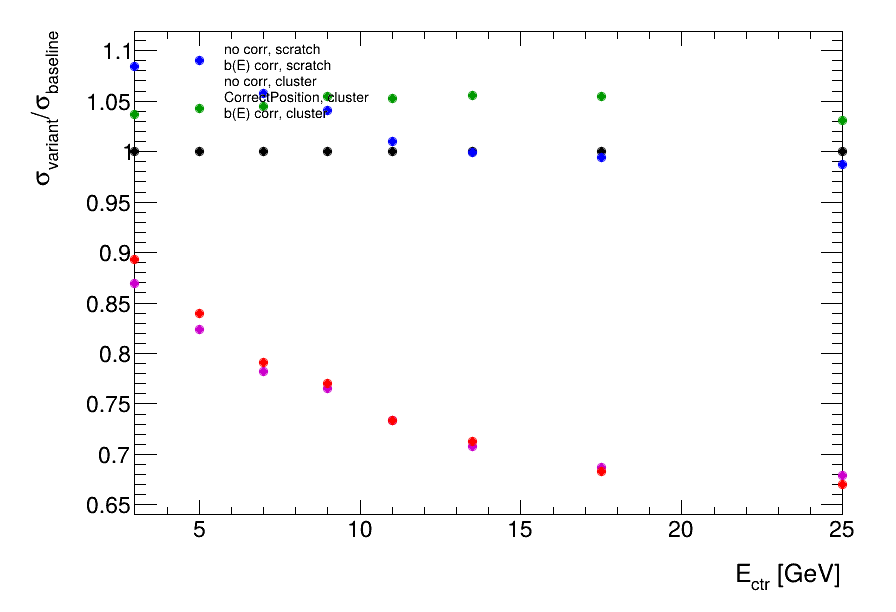 σvariant/σbaseline
no corr, scratch
b(E) corr, scratch
no corr, cluster
CorrectPosition, cluster
b(E) corr, cluster
1.1
1.05
1
0.95
0.9
0.85
0.8
0.75
0.7
0.65
5 10 15 20 25
Ectr [GeV]